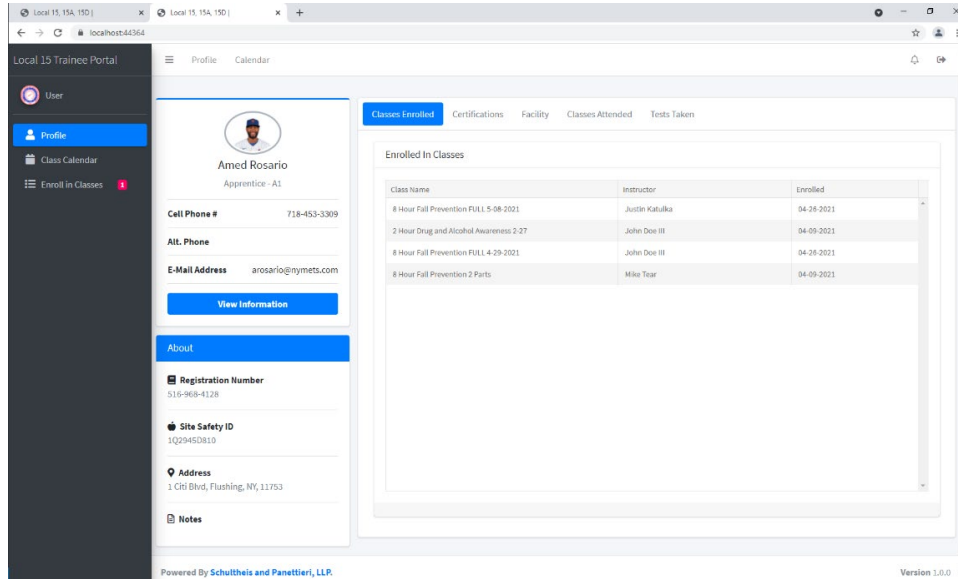 Local 15, 15A, 15D |
Local 15, 15A, 15D |
localhost:44364
Local 15 Trainee Portal
Profile
Calendar
User
Profile
Class Calendar
Enroll in Classes 1
Amed Rosario
Apprentice - A1
Cell Phone # 718-453-3309
Alt. Phone
E-Mail Address arosario@nymets.com
View Information
About
Registration Number
516-968-4128
Site Safety ID
1Q2945D810
Address
1 Citi Blvd, Flushing, NY, 11753
Notes
Classes Enrolled Certifications Facility Classes Attended Tests Taken
Enrolled In Classes
Class Name Instructor Enrolled
8 Hour Fall Prevention FULL 5-08-2021 Justin Katulka 04-26-2021
2 Hour Drug and Alcohol Awareness 2-27 John Doe III 04-09-2021
8 Hour Fall Prevention FULL 4-29-2021 John Doe III 04-26-2021
8 Hour Fall Prevention 2 Parts Mike Tear 04-09-2021
Powered By Schultheis and Panettieri, LLP.
Version 1.0.0